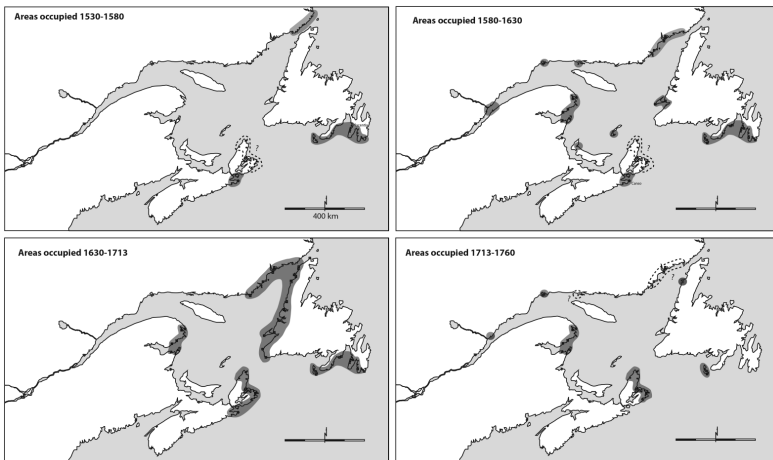 Areas occupied 1530-1580
?
400 km
Areas occupied 1580-1630
?
Canso
Areas occupied 1630-1713
Areas occupied 1713-1760
?
?